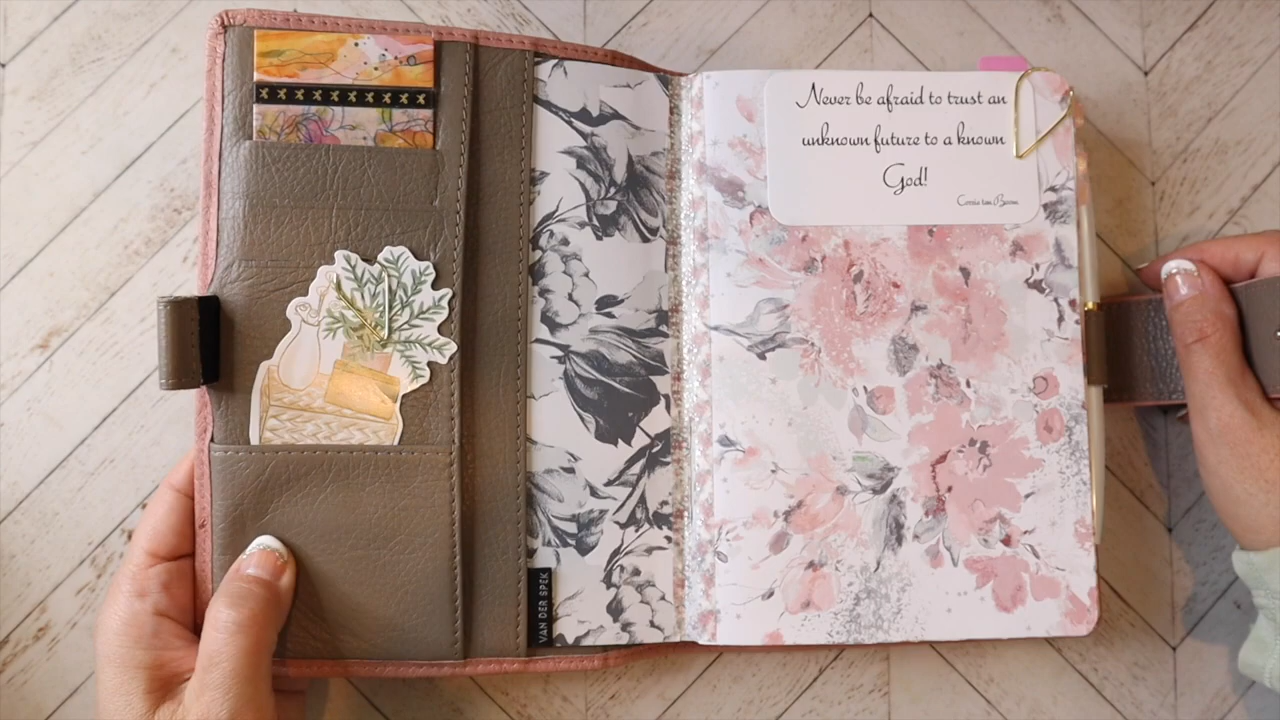 Never be afraid to trust an
unknown future to a known
God!
Corrie ten Boom
VAN DER SPEK